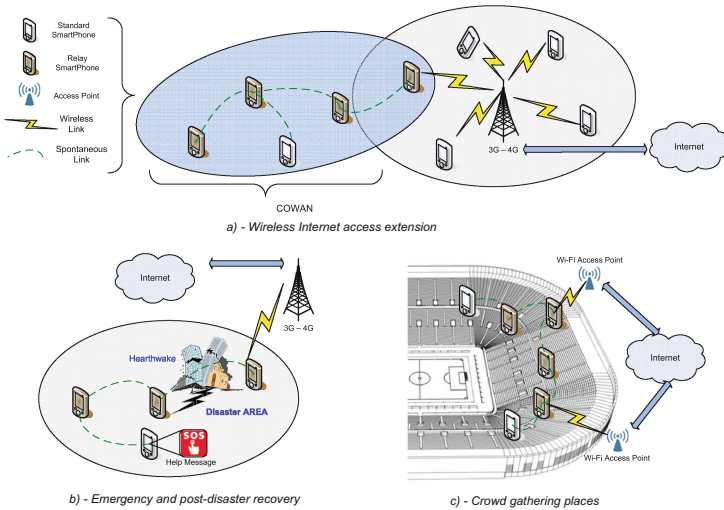 Standard
SmartPhone
Relay
SmartPhone
Access Point
Wireless
Link
Spontaneous
Link
3G – 4G
Internet
COWAN
a) - Wireless Internet access extension
Internet
3G – 4G
Hearthwake
DIsaster AREA
SOS
Help Message
b) - Emergency and post-disaster recovery
Wi-Fi Access Point
Internet
Wi-Fi Access Point
c) - Crowd gathering places